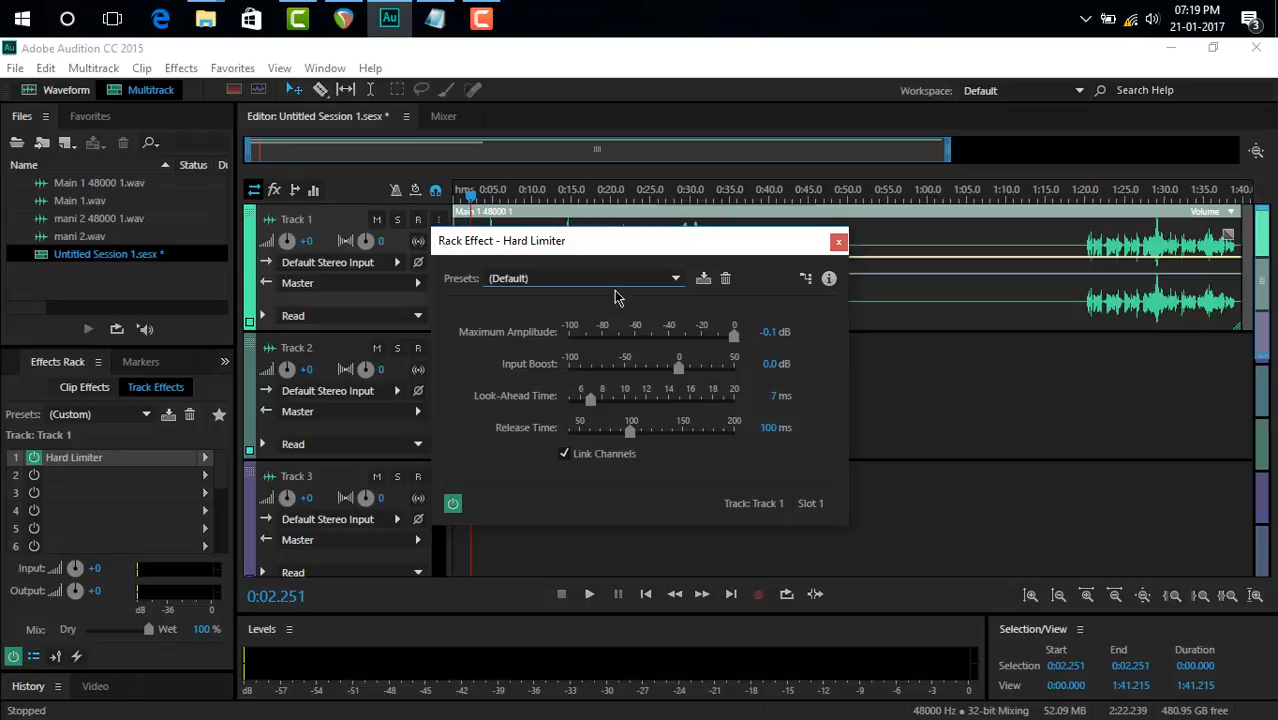 Au
07:19 PM
21-01-2017
3
Au Adobe Audition CC 2015
File Edit Multitrack Clip Effects Favorites View Window Help
Waveform Multitrack Workspace: Default Search Help
Files Favorites
Name Status Du
Main 1 48000 1.wav
Main 1.wav
mani 2 48000 1.wav
mani 2.wav
Untitled Session 1.sesx *
Effects Rack Markers
Clip Effects Track Effects
Presets: (Custom)
Track: Track 1
1 Hard Limiter
2
3
4
5
6
Input: +0
Output: +0
dB -36 0
Mix: Dry Wet 100 %
History Video
Editor: Untitled Session 1.sesx * Mixer
fx
hms 0:05.0 0:10.0 0:15.0 0:20.0 0:25.0 0:30.0 0:35.0 0:40.0 0:45.0 0:50.0 0:55.0 1:00.0 1:05.0 1:10.0 1:15.0 1:20.0 1:25.0 1:30.0 1:35.0 1:40.
Main 1 48000 1 Volume
Track 1 M S R I
+0 0
Default Stereo Input
Master
Read
Track 2 M S R
+0 0
Default Stereo Input
Master
Read
Track 3 M S R
+0 0
Default Stereo Input
Master
Read
Rack Effect - Hard Limiter x
Presets: (Default)
-100 -80 -60 -40 -20 0
Maximum Amplitude: -0.1 dB
-100 -50 0 50
Input Boost: 0.0 dB
6 8 10 12 14 16 18 20
Look-Ahead Time: 7 ms
50 100 150 200
Release Time: 100 ms
Link Channels
Track: Track 1 Slot 1
0:02.251
Levels
dB -57 -54 -51 -48 -45 -42 -39 -36 -33 -30 -27 -24 -21 -18 -15 -12 -9 -6 -3 0
Selection/View
Start End Duration
Selection 0:02.251 0:02.251 0:00.000
View 0:00.000 1:41.215 1:41.215
Stopped
48000 Hz ● 32-bit Mixing 52.09 MB 2:22.239 480.95 GB free